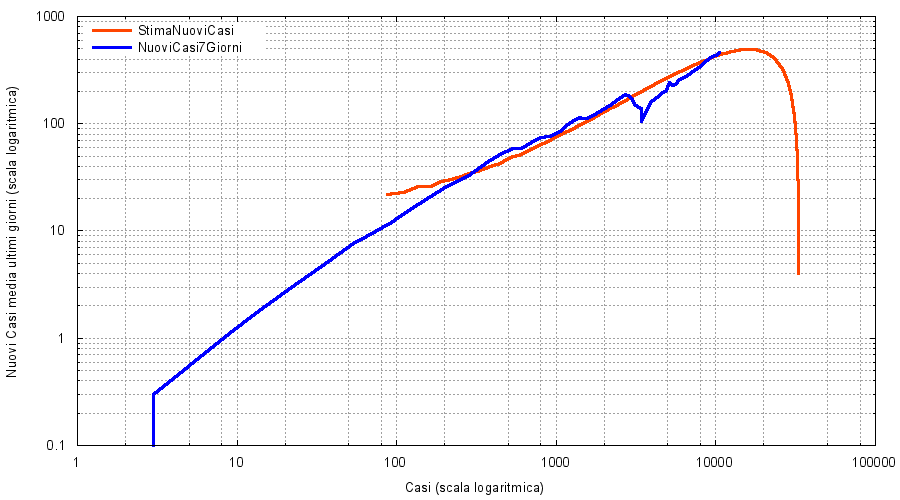 StimaNuoviCasi
NuoviCasi7Giorni
Nuovi Casi media ultimi giorni (scala logaritmica)
1000
100
10
1
0.1
1 10 100 1000 10000 100000
Casi (scala logaritmica)